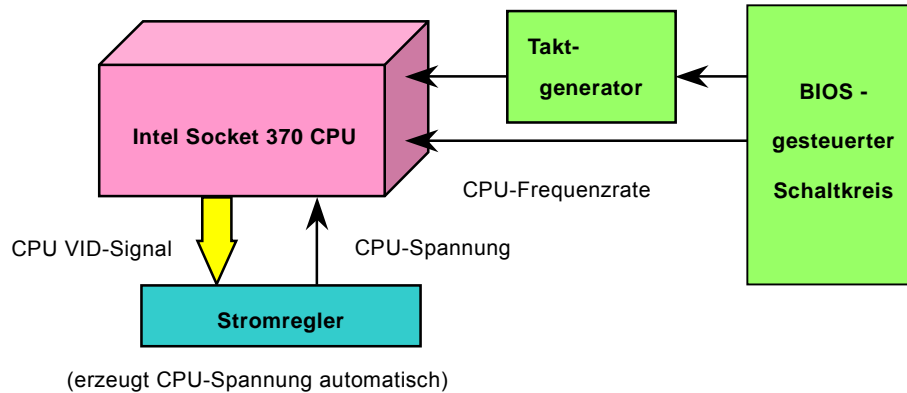 Takt-
generator
BIOS -
gesteuerter
Schaltkreis
Intel Socket 370 CPU
CPU-Frequenzrate
CPU VID-Signal
CPU-Spannung
Stromregler
(erzeugt CPU-Spannung automatisch)